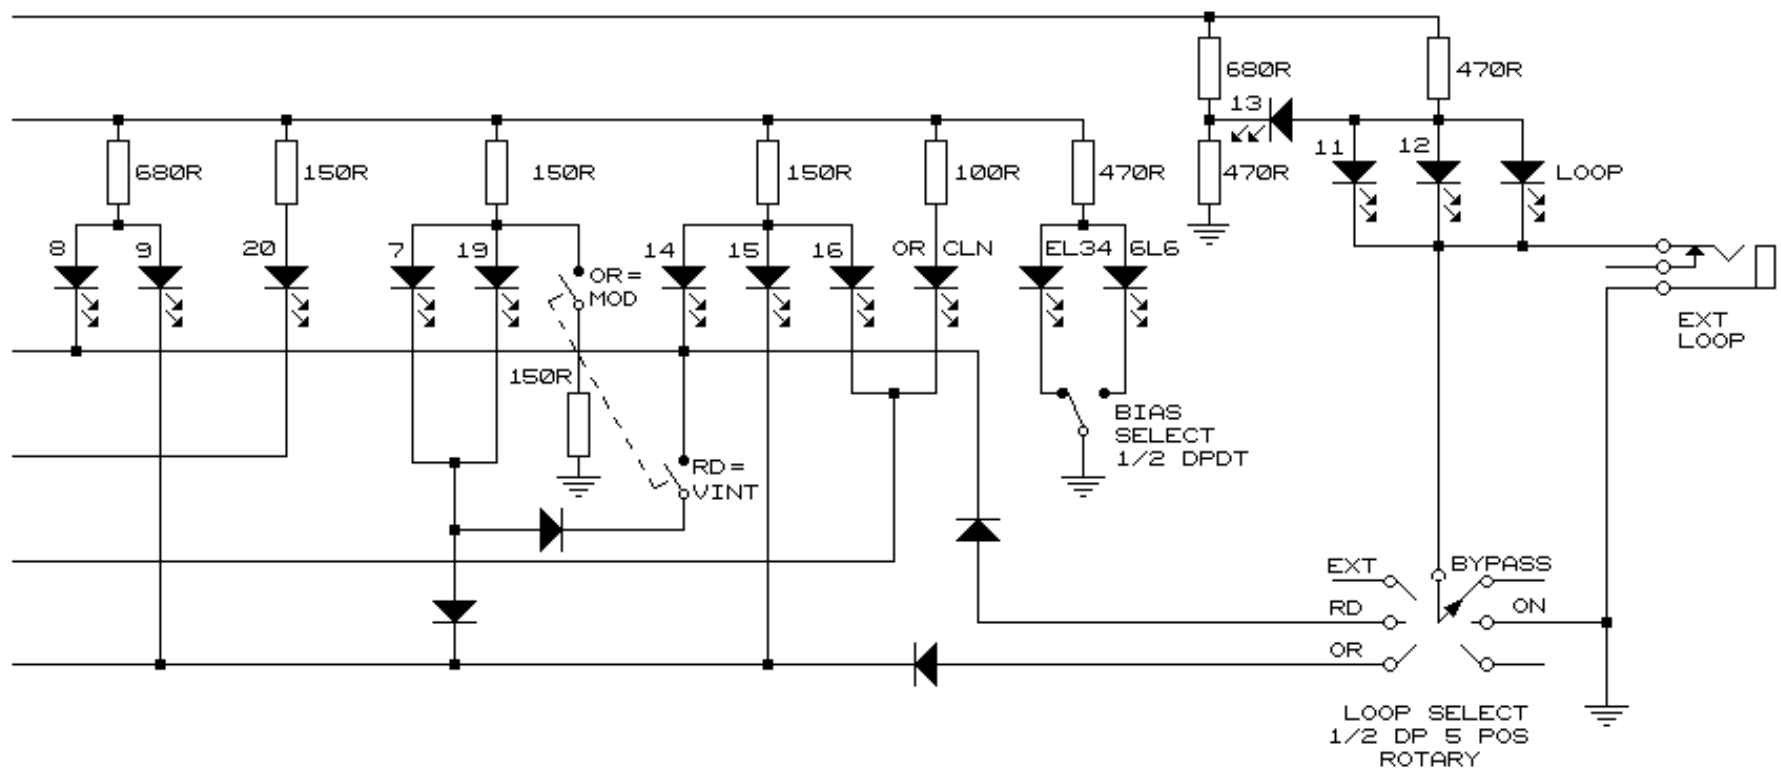 680R
470R
13
11
12
680R
150R
150R
150R
100R
470R
470R
LOOP
8
9
20
7
19
14
15
16
OR CLN
EL34
6L6
OR=
MOD
EXT
LOOP
150R
BIAS
SELECT
1/2 DPDT
RD=
VINT
EXT
BYPASS
RD
ON
OR
LOOP SELECT
1/2 DP 5 POS
ROTARY